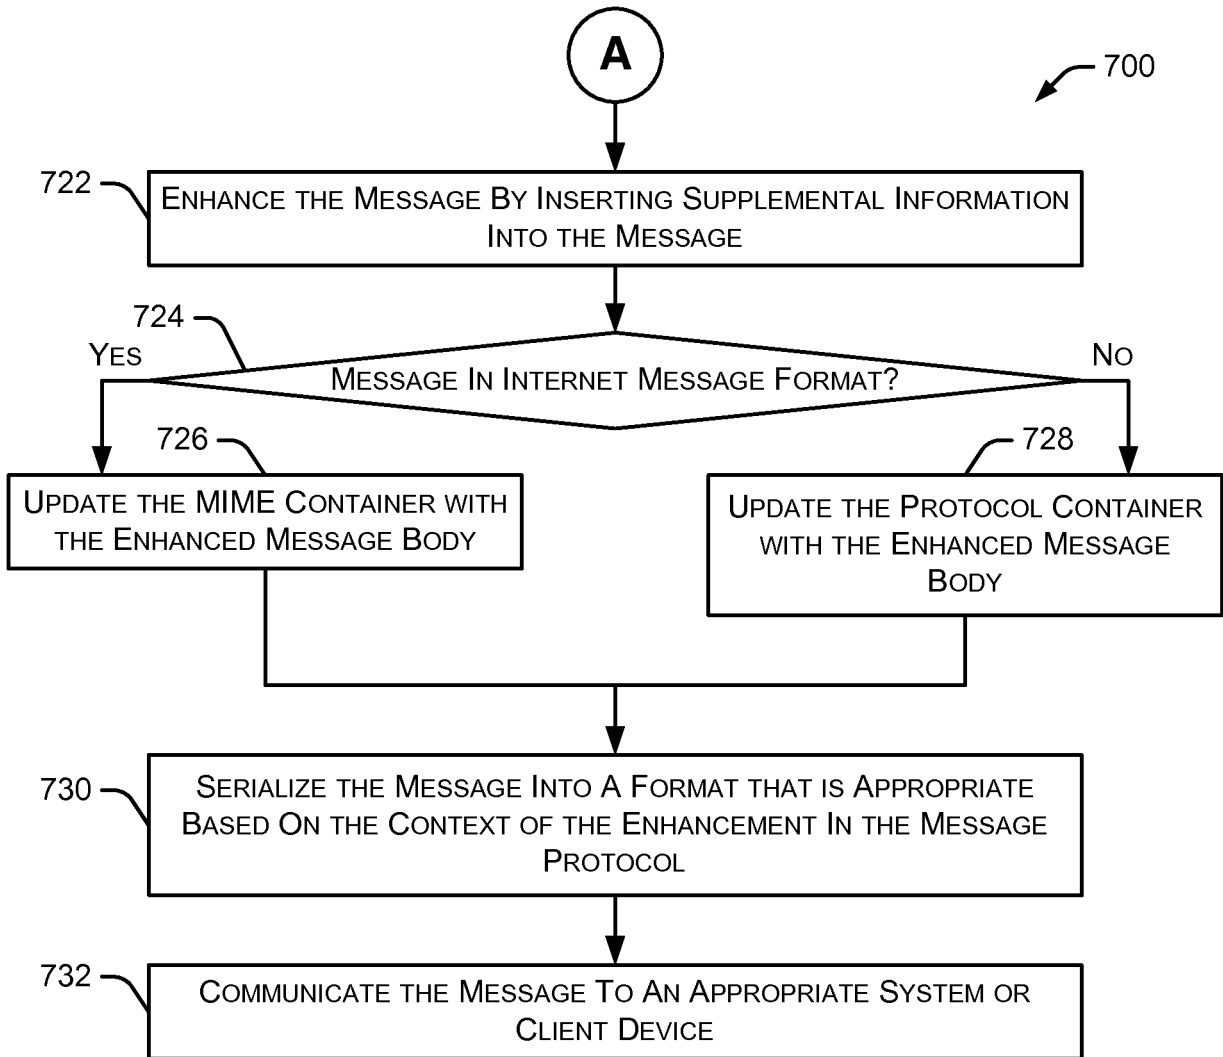 A
700
722
ENHANCE THE MESSAGE BY INSERTING SUPPLEMENTAL INFORMATION
INTO THE MESSAGE
724
YES
MESSAGE IN INTERNET MESSAGE FORMAT?
NO
726
UPDATE THE MIME CONTAINER WITH
THE ENHANCED MESSAGE BODY
728
UPDATE THE PROTOCOL CONTAINER
WITH THE ENHANCED MESSAGE
BODY
730
SERIALIZE THE MESSAGE INTO A FORMAT THAT IS APPROPRIATE
BASED ON THE CONTEXT OF THE ENHANCEMENT IN THE MESSAGE
PROTOCOL
732
COMMUNICATE THE MESSAGE TO AN APPROPRIATE SYSTEM OR
CLIENT DEVICE